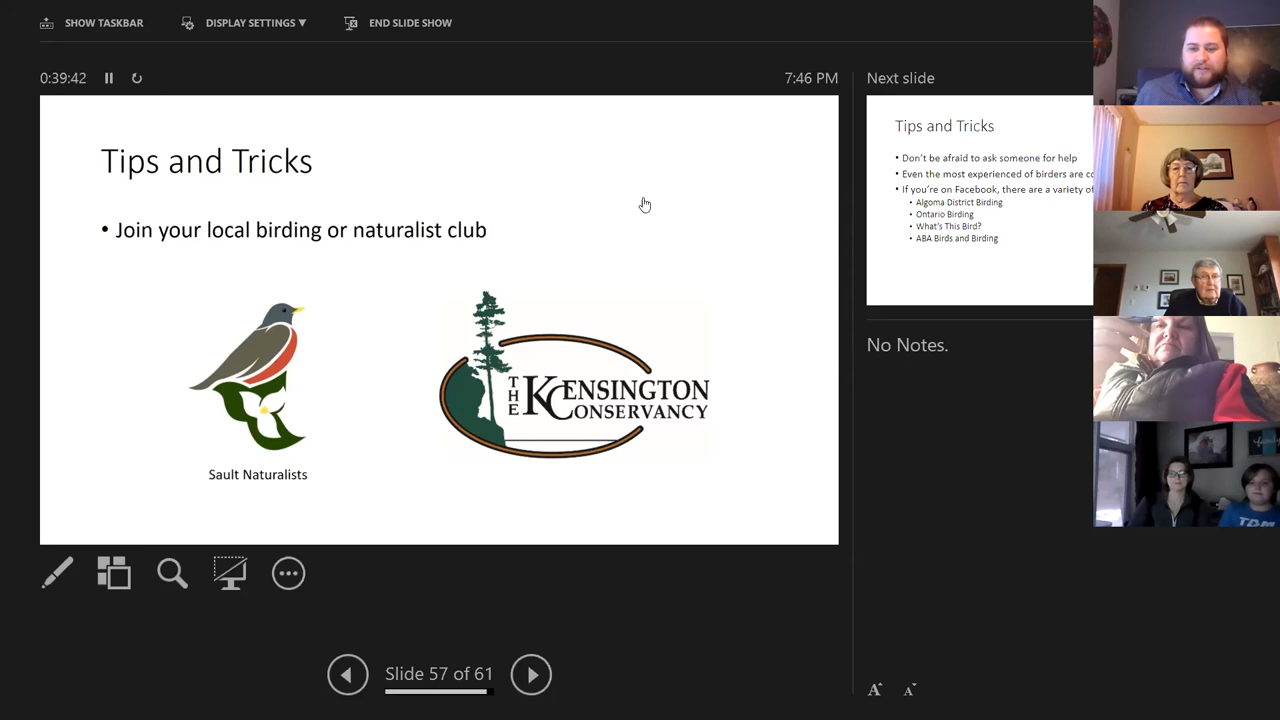 SHOW TASKBAR DISPLAY SETTINGS ▼ END SLIDE SHOW
0:39:42 7:46 PM
Tips and Tricks
• Join your local birding or naturalist club
THE KENSINGTON
CONSERVANCY
Sault Naturalists
Slide 57 of 61
Next slide
Tips and Tricks
• Don't be afraid to ask someone for help
• Even the most experienced of birders are
• If you're on Facebook, there are a variety of
• Algoma District Birding
• Ontario Birding
• What's This Bird?
• ABA Birds and Birding
No Notes.
A A